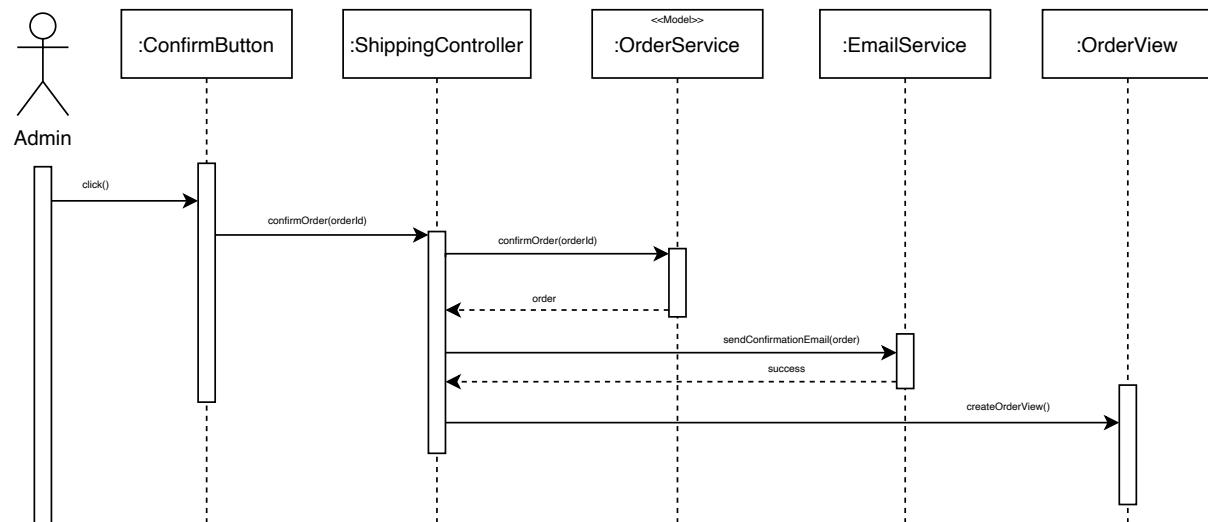 <<Model>>
:ConfirmButton
:ShippingController
:OrderService
:EmailService
:OrderView
Admin
click()
confirmOrder(orderId)
confirmOrder(orderId)
order
sendConfirmationEmail(order)
success
createOrderView()